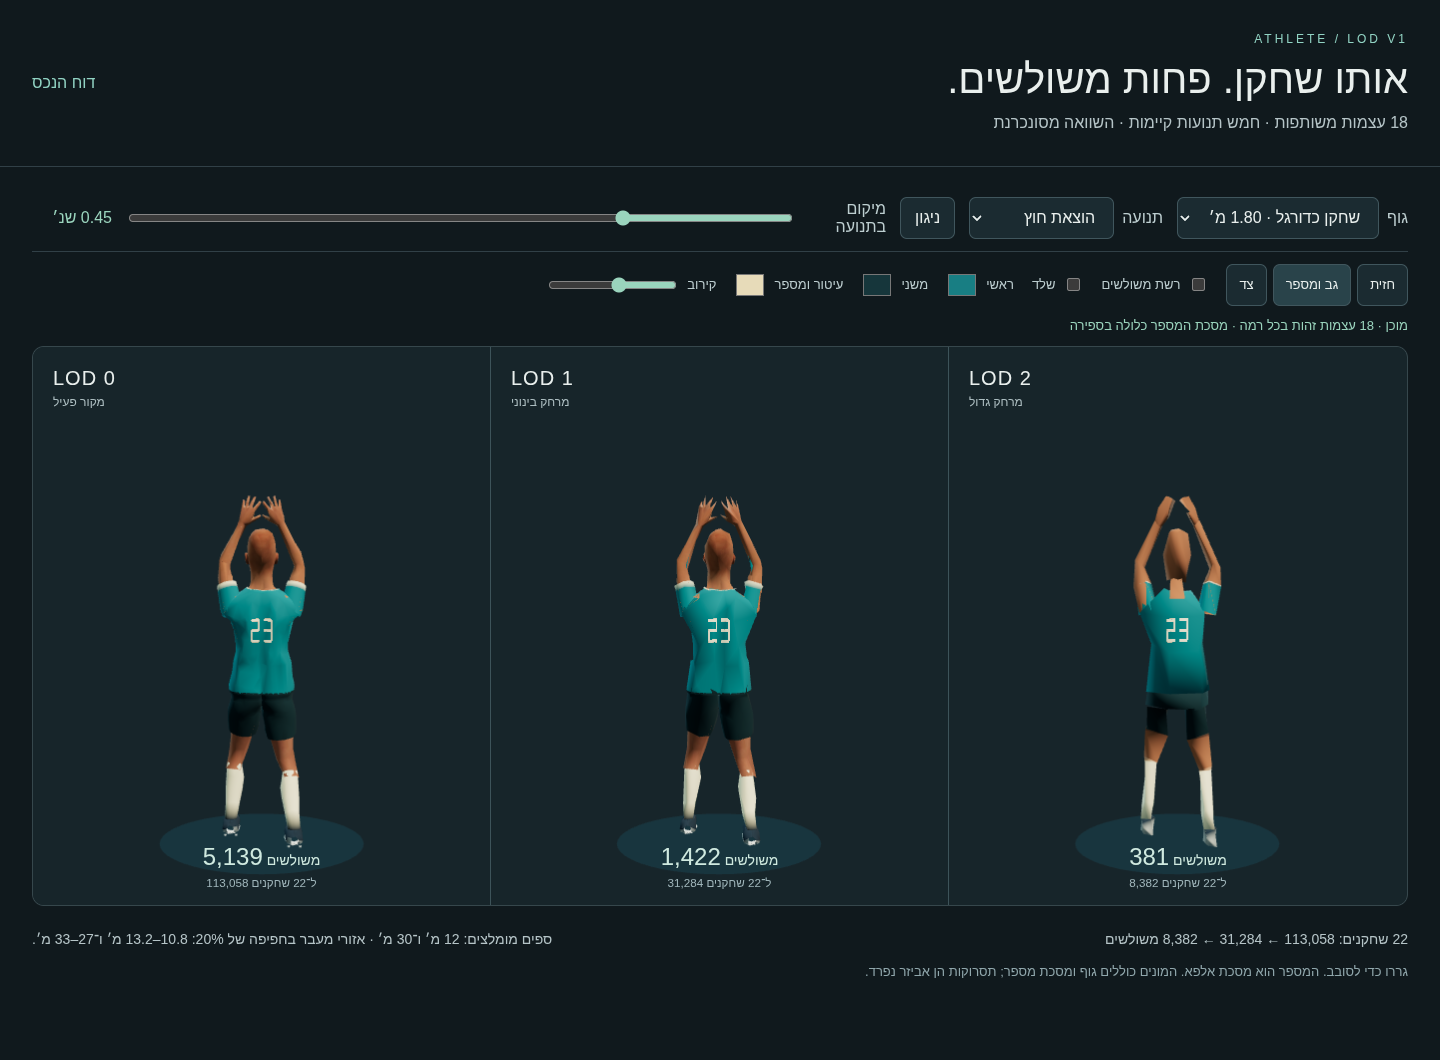 ATHLETE / LOD V1
אותו שחקן. פחות משולשים.
18 עצמות משותפות · חמש תנועות קיימות · השוואה מסונכרנת
דוח הנכס
גוף
שחקן כדורגל · 1.80 מ׳
תנועה
הוצאת חוץ
ניגון
מיקום
בתנועה
0.45 שנ׳
חזית
גב ומספר
צד
רשת משולשים
שלד
ראשי
משני
עיטור ומספר
קירוב
מוכן · 18 עצמות זהות בכל רמה · מסכת המספר כלולה בספירה
LOD 0
מקור פעיל
23
משולשים 5,139
ל־22 שחקנים 113,058
LOD 1
מרחק בינוני
23
משולשים 1,422
ל־22 שחקנים 31,284
LOD 2
מרחק גדול
23
משולשים 381
ל־22 שחקנים 8,382
22 שחקנים: 113,058 ← 31,284 ← 8,382 משולשים
ספים מומלצים: 12 מ׳ ו־30 מ׳ · אזורי מעבר בחפיפה של 20%: 10.8–13.2 מ׳ ו־27–33 מ׳.
גררו כדי לסובב. המספר הוא מסכת אלפא. המונים כוללים גוף ומסכת מספר; תסרוקות הן אביזר נפרד.